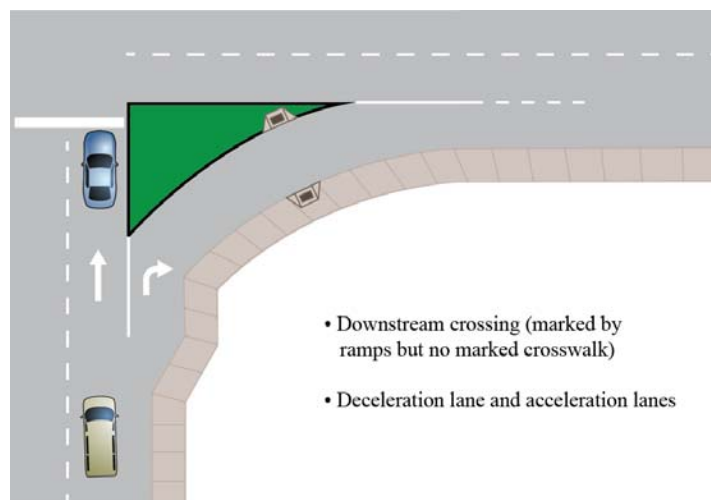 • Downstream crossing (marked by
ramps but no marked crosswalk)
• Deceleration lane and acceleration lanes